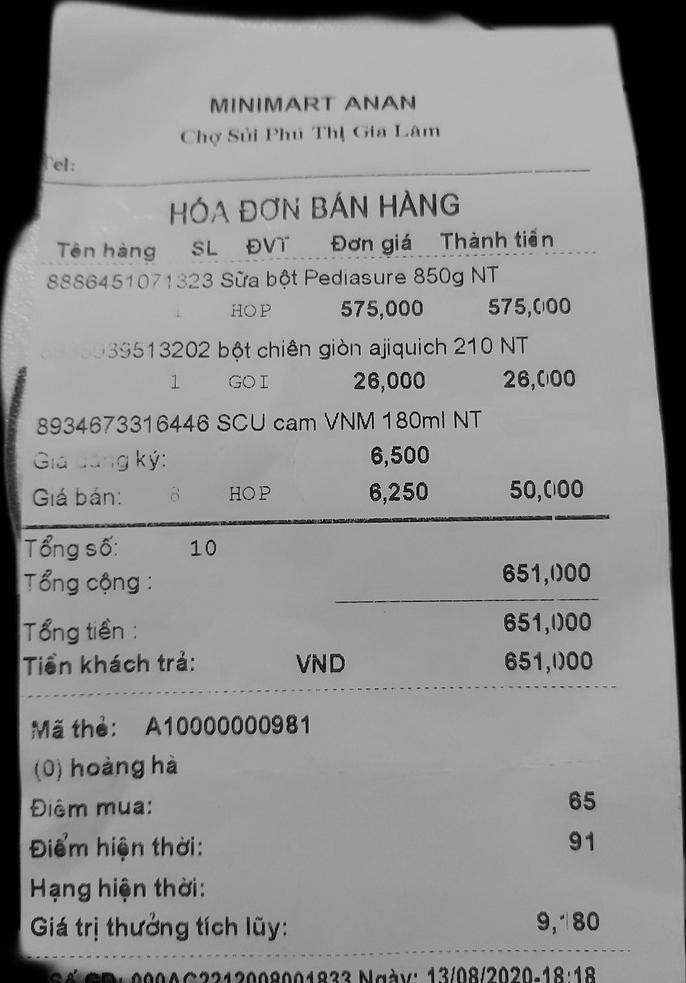 MINIMART ANAN
Chợ Sủi Phú Thị Gia Lâm
Tel:
HÓA ĐƠN BÁN HÀNG
Tên hàng SL ĐVT Đơn giá Thành tiền
8886451071323 Sữa bột Pediasure 850g NT
1 HOP 575,000 575,000
bột chiên giòn ajiquich 210 NT
1 GOI 26,000 26,000
8934673316446 SCU cam VNM 180ml NT
Giá đăng ký: 6,500
Giá bán: 8 HOP 6,250 50,000
Tổng số: 10
Tổng cộng : 651,000
Tổng tiền : 651,000
Tiền khách trả: VND 651,000
Mã thẻ: A10000000981
(0) hoàng hà
Điểm mua: 65
Điểm hiện thời: 91
Hạng hiện thời:
Giá trị thưởng tích lũy:
Số GD: 000AC2212008001833 Ngày: 13/08/2020-18:18